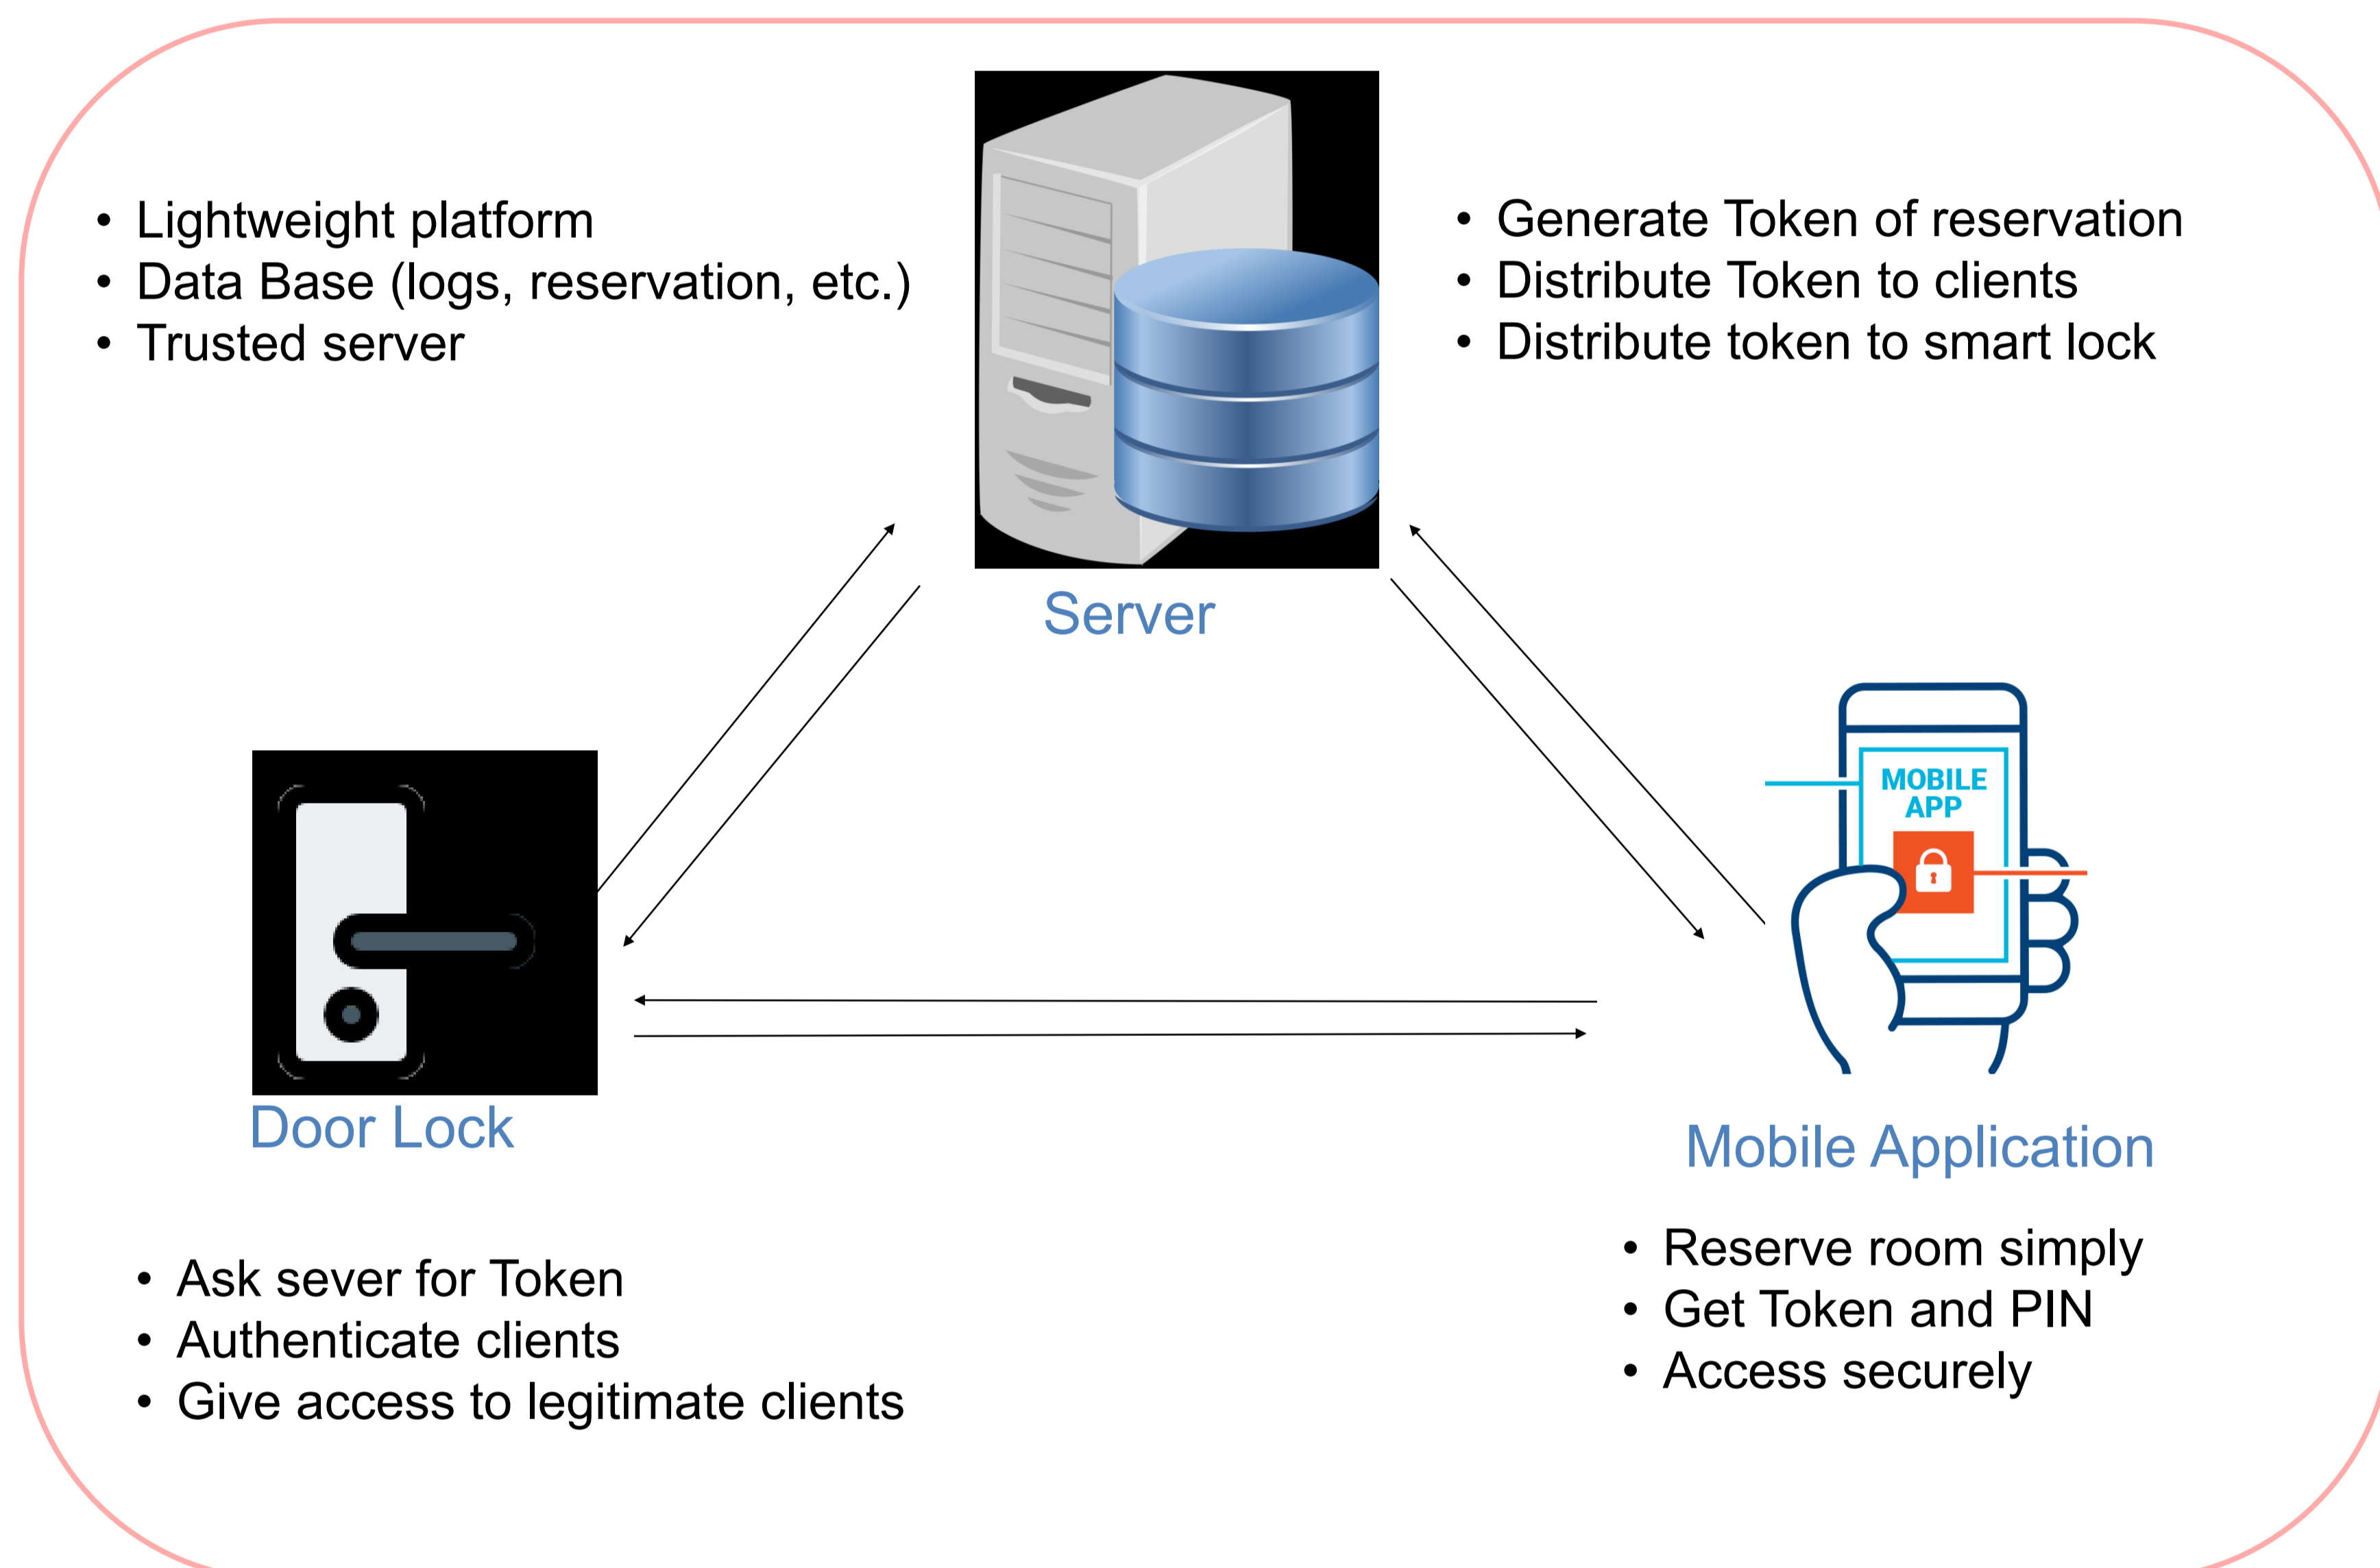 • Lightweight platform
• Data Base (logs, reservation, etc.)
• Trusted server
• Generate Token of reservation
• Distribute Token to clients
• Distribute token to smart lock
Server
MOBILE
APP
Door Lock
Mobile Application
• Ask sever for Token
• Authenticate clients
• Give access to legitimate clients
• Reserve room simply
• Get Token and PIN
• Access securely